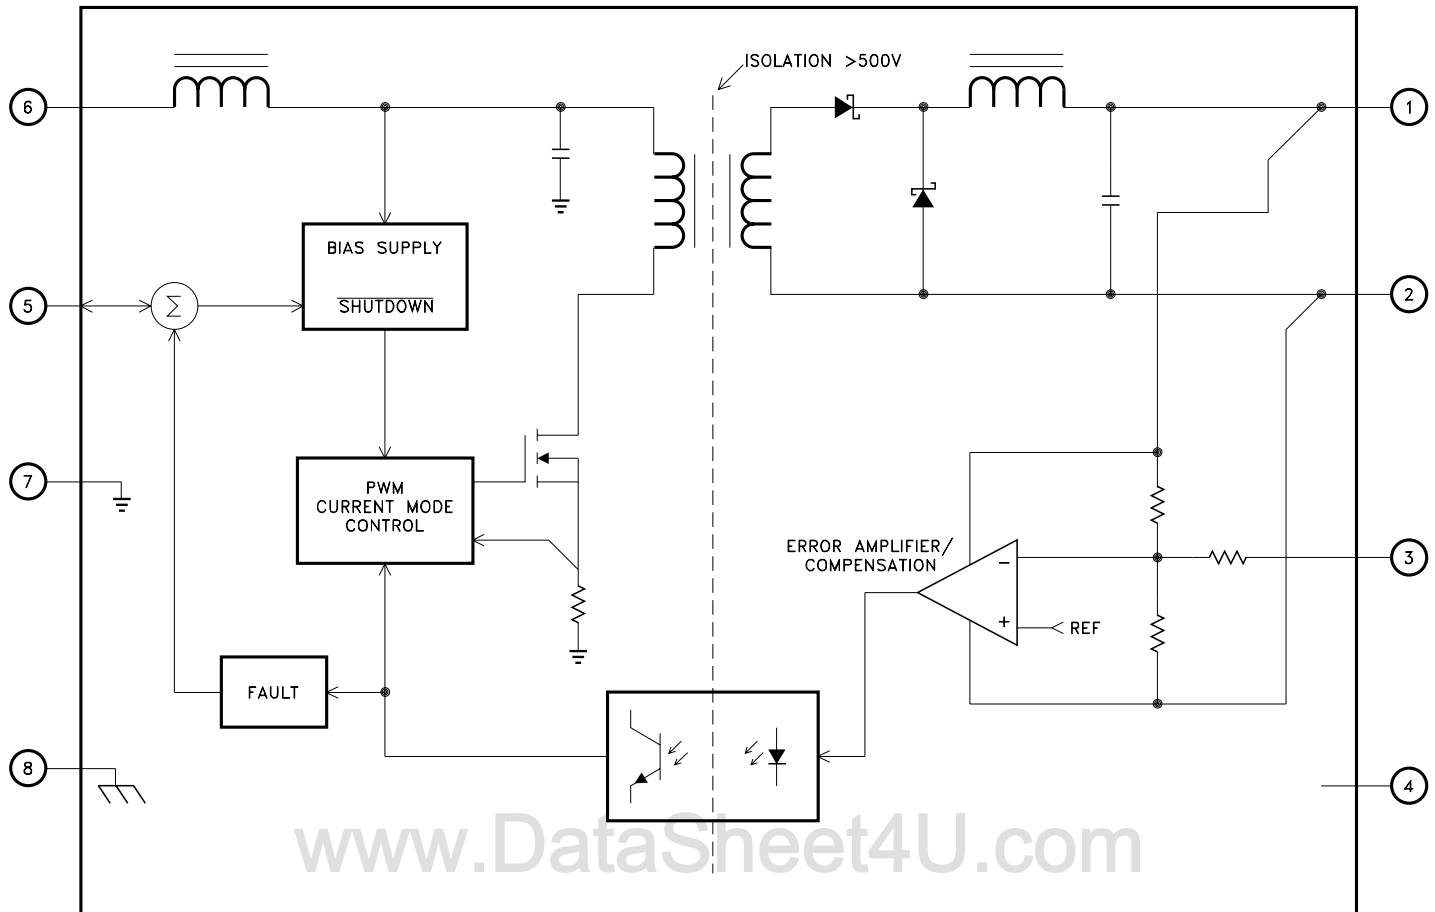 ISOLATION >500V
6
1
BIAS SUPPLY
SHUTDOWN
5
Σ
2
7
PWM
CURRENT MODE
CONTROL
ERROR AMPLIFIER/
COMPENSATION
−
3
+
REF
FAULT
8
4
www.DataSheet4U.com